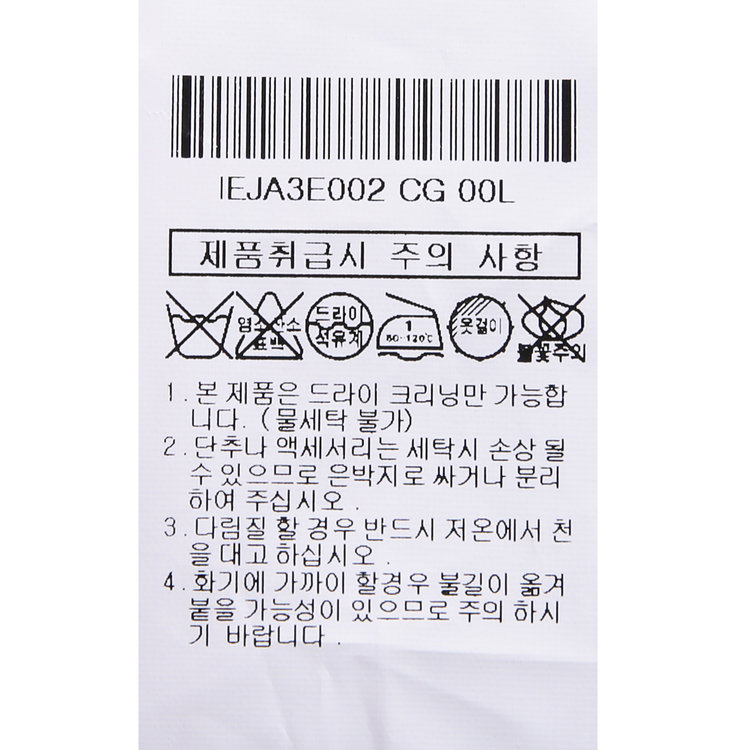 IEJA3E002 CG 00L
제품취급시 주의 사항
염소산소 표백
드라이 석유계
1 80-120℃
옷걸이
불꽃주의
1.본 제품은 드라이 크리닝만 가능합
니다. (물세탁 불가)
2.단추나 액세서리는 세탁시 손상 될
수 있으므로 은박지로 싸거나 분리
하여 주십시오 .
3.다림질 할 경우 반드시 저온에서 천
을 대고 하십시오 .
4.화기에 가까이 할경우 불길이 옮겨
붙을 가능성이 있으므로 주의 하시
기 바랍니다 .